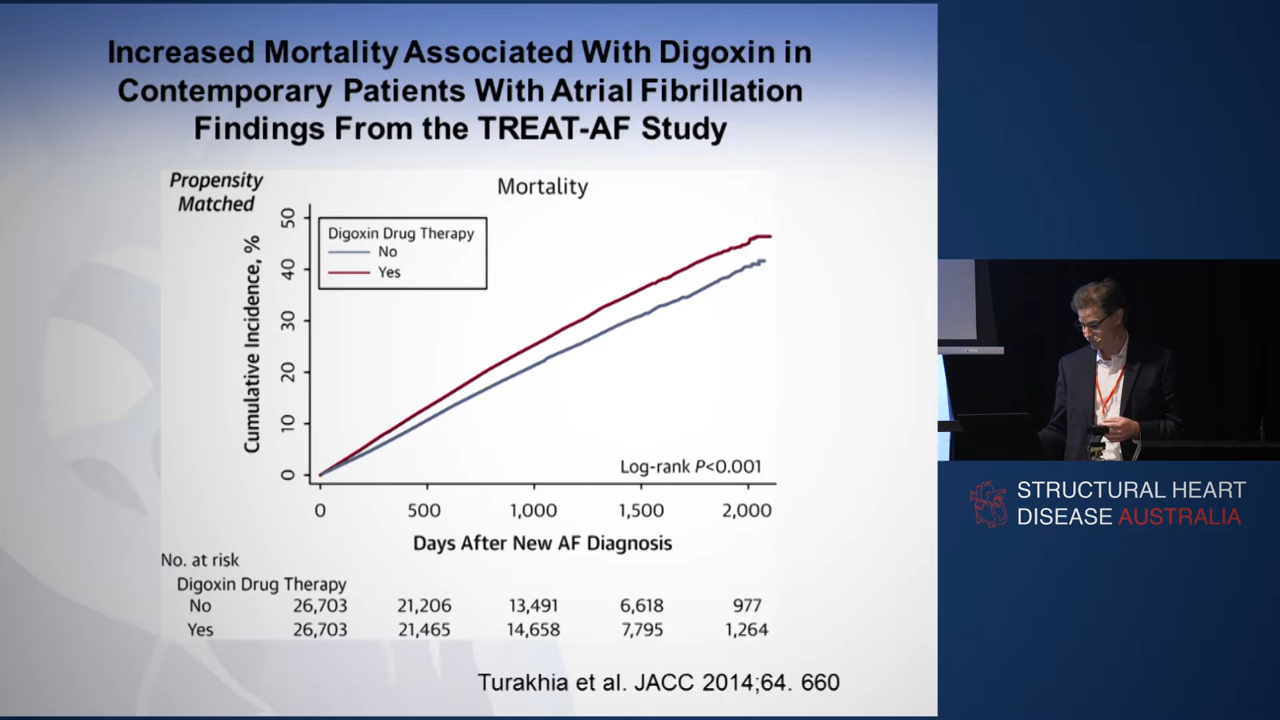 Increased Mortality Associated With Digoxin in
Contemporary Patients With Atrial Fibrillation
Findings From the TREAT-AF Study
Propensity
Matched
Mortality
Cumulative Incidence, %
50
40
30
20
10
0
Digoxin Drug Therapy
No
Yes
Log-rank P<0.001
0 500 1,000 1,500 2,000
Days After New AF Diagnosis
No. at risk
Digoxin Drug Therapy
No 26,703 21,206 13,491 6,618 977
Yes 26,703 21,465 14,658 7,795 1,264
Turakhia et al. JACC 2014;64. 660
STRUCTURAL HEART
DISEASE AUSTRALIA